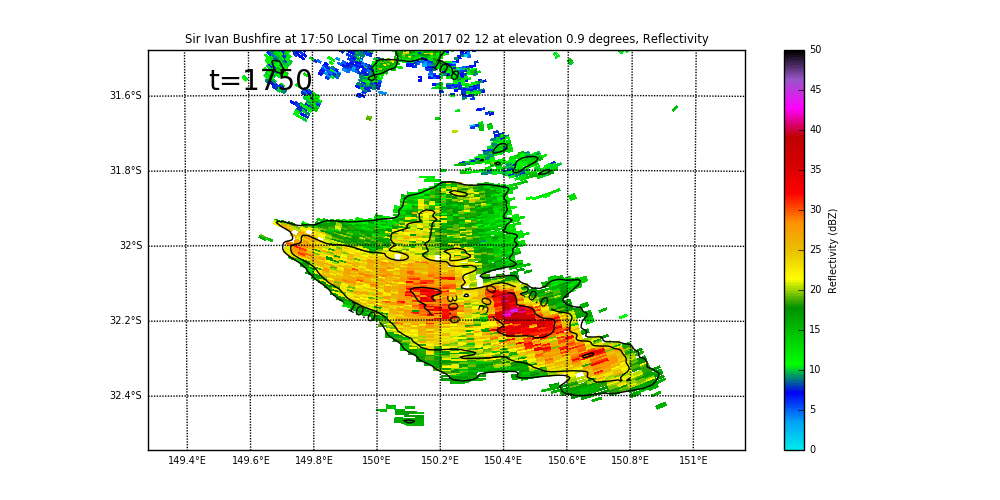 Sir Ivan Bushfire at 17:50 Local Time on 2017 02 12 at elevation 0.9 degrees, Reflectivity
t=1750
31.6°S
31.8°S
32°S
32.2°S
32.4°S
149.4°E 149.6°E 149.8°E 150°E 150.2°E 150.4°E 150.6°E 150.8°E 151°E
10.0
30.0
30.0
20.0
50
45
40
35
30
25
20
15
10
5
0
Reflectivity (dBZ)